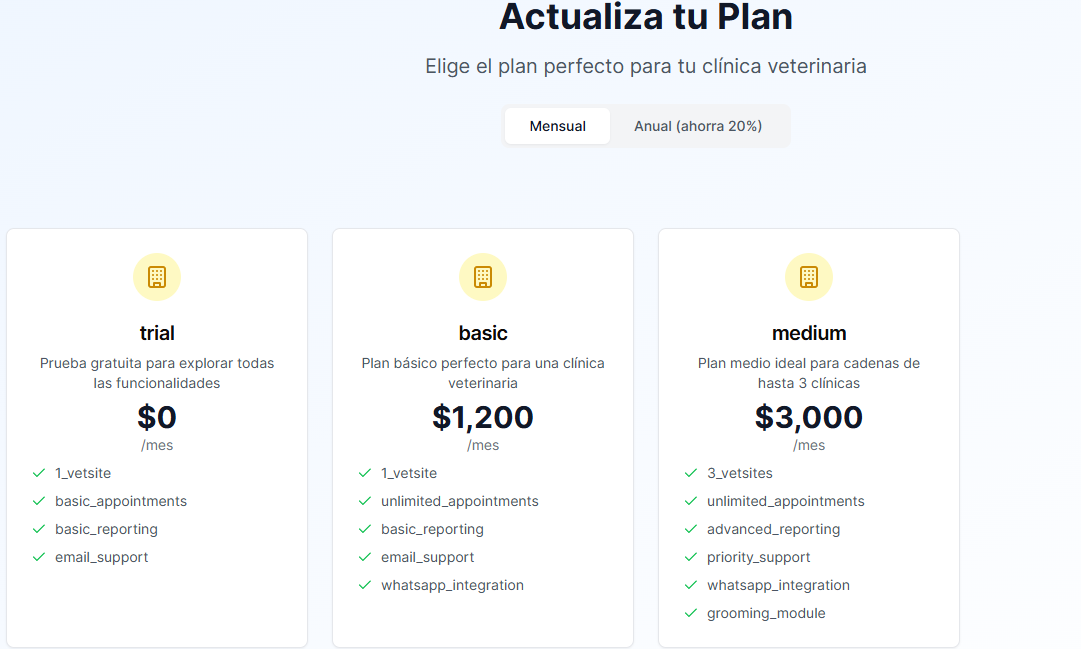 Actualiza tu Plan
Elige el plan perfecto para tu clínica veterinaria
Mensual
Anual (ahorra 20%)
trial
Prueba gratuita para explorar todas
las funcionalidades
$0
/mes
1_vetsite
basic_appointments
basic_reporting
email_support
basic
Plan básico perfecto para una clínica
veterinaria
$1,200
/mes
1_vetsite
unlimited_appointments
basic_reporting
email_support
whatsapp_integration
medium
Plan medio ideal para cadenas de
hasta 3 clínicas
$3,000
/mes
3_vetsites
unlimited_appointments
advanced_reporting
priority_support
whatsapp_integration
grooming_module